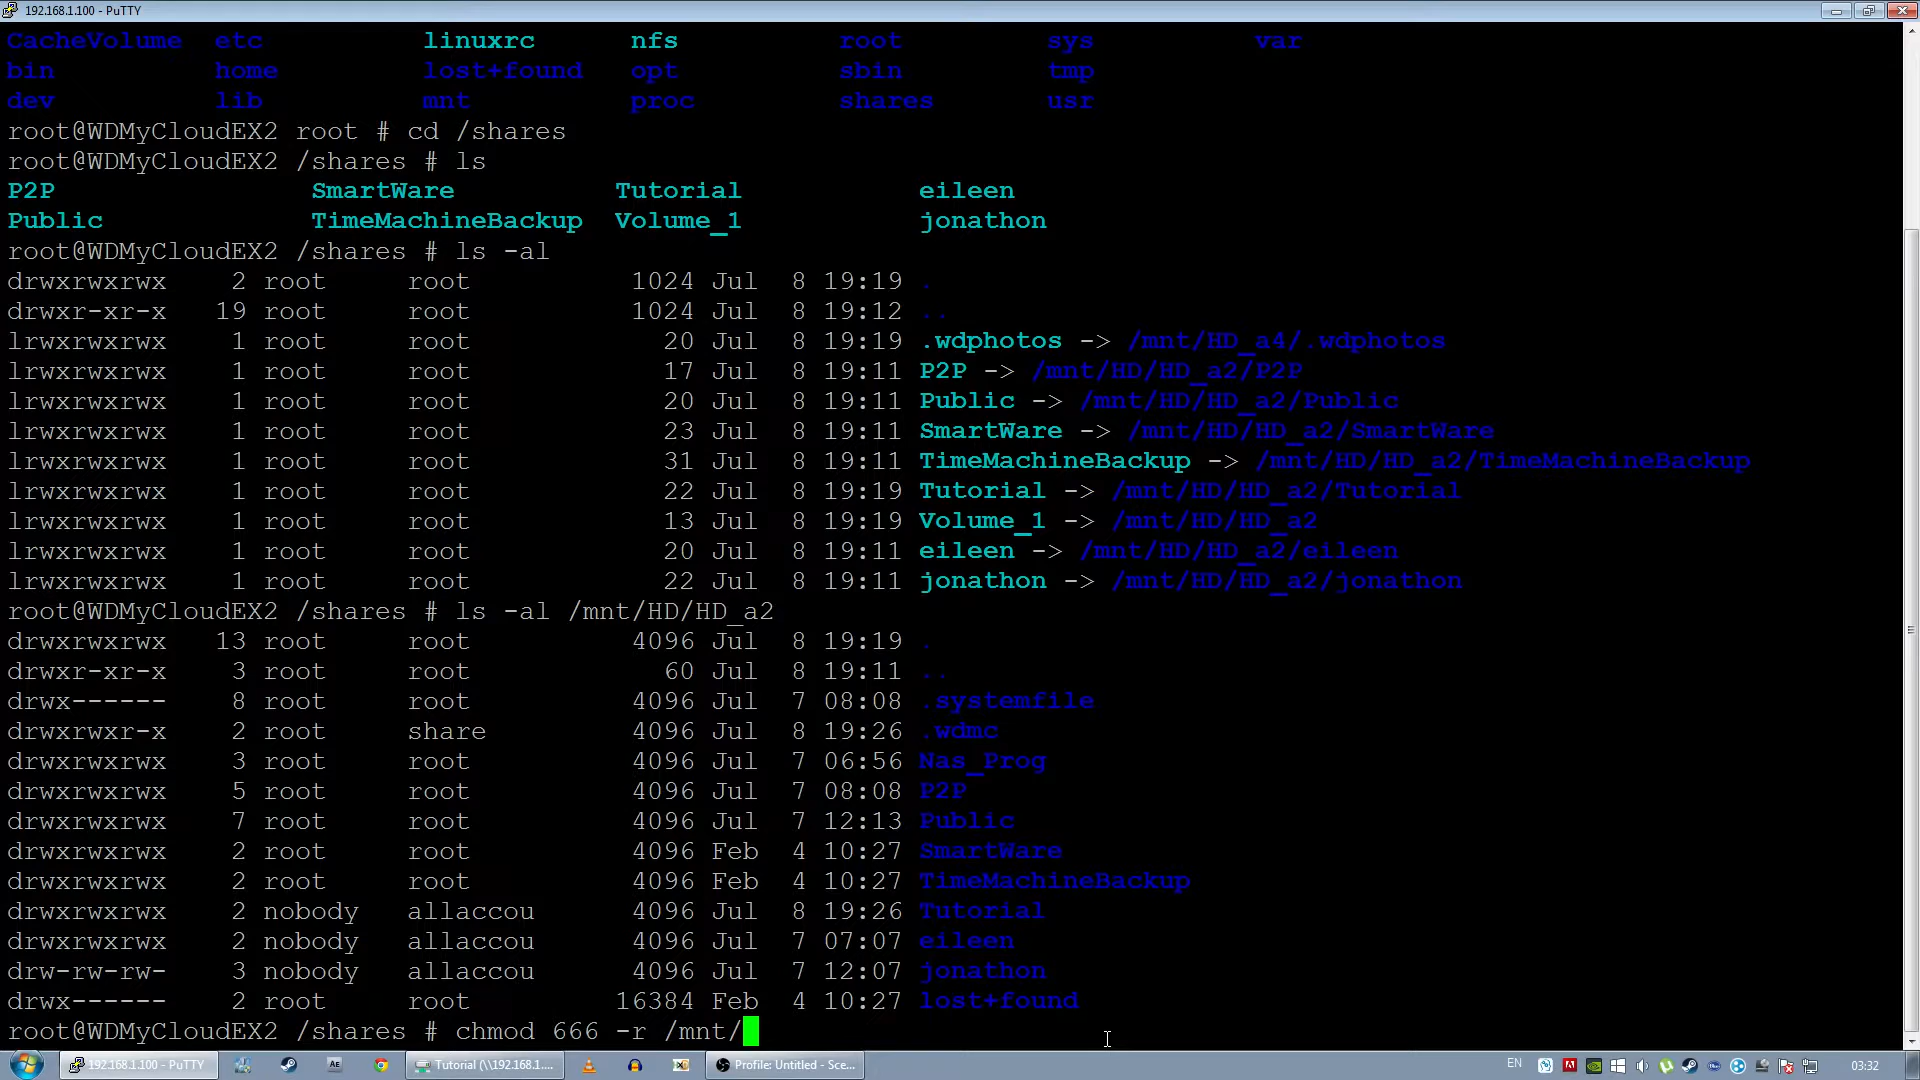 192.168.1.100 - PuTTY
CacheVolume etc linuxrc nfs root sys var
bin home lost+found opt sbin tmp
dev lib mnt proc shares usr
root@WDMyCloudEX2 root # cd /shares
root@WDMyCloudEX2 /shares # ls
P2P SmartWare Tutorial eileen
Public TimeMachineBackup Volume_1 jonathon
root@WDMyCloudEX2 /shares # ls -al
drwxrwxrwx 2 root root 1024 Jul 8 19:19 .
drwxr-xr-x 19 root root 1024 Jul 8 19:12 ..
lrwxrwxrwx 1 root root 20 Jul 8 19:19 .wdphotos -> /mnt/HD_a4/.wdphotos
lrwxrwxrwx 1 root root 17 Jul 8 19:11 P2P -> /mnt/HD/HD_a2/P2P
lrwxrwxrwx 1 root root 20 Jul 8 19:11 Public -> /mnt/HD/HD_a2/Public
lrwxrwxrwx 1 root root 23 Jul 8 19:11 SmartWare -> /mnt/HD/HD_a2/SmartWare
lrwxrwxrwx 1 root root 31 Jul 8 19:11 TimeMachineBackup -> /mnt/HD/HD_a2/TimeMachineBackup
lrwxrwxrwx 1 root root 22 Jul 8 19:19 Tutorial -> /mnt/HD/HD_a2/Tutorial
lrwxrwxrwx 1 root root 13 Jul 8 19:19 Volume_1 -> /mnt/HD/HD_a2
lrwxrwxrwx 1 root root 20 Jul 8 19:11 eileen -> /mnt/HD/HD_a2/eileen
lrwxrwxrwx 1 root root 22 Jul 8 19:11 jonathon -> /mnt/HD/HD_a2/jonathon
root@WDMyCloudEX2 /shares # ls -al /mnt/HD/HD_a2
drwxrwxrwx 13 root root 4096 Jul 8 19:19 .
drwxr-xr-x 3 root root 60 Jul 8 19:11 ..
drwx------ 8 root root 4096 Jul 7 08:08 .systemfile
drwxrwxr-x 2 root share 4096 Jul 8 19:26 .wdmc
drwxrwxrwx 3 root root 4096 Jul 7 06:56 Nas_Prog
drwxrwxrwx 5 root root 4096 Jul 7 08:08 P2P
drwxrwxrwx 7 root root 4096 Jul 7 12:13 Public
drwxrwxrwx 2 root root 4096 Feb 4 10:27 SmartWare
drwxrwxrwx 2 root root 4096 Feb 4 10:27 TimeMachineBackup
drwxrwxrwx 2 nobody allaccou 4096 Jul 8 19:26 Tutorial
drwxrwxrwx 2 nobody allaccou 4096 Jul 7 07:07 eileen
drw-rw-rw- 3 nobody allaccou 4096 Jul 7 12:07 jonathon
drwx------ 2 root root 16384 Feb 4 10:27 lost+found
root@WDMyCloudEX2 /shares # chmod 666 -r /mnt/
192.168.1.100 - PuTTY
AE
Tutorial (\\192.168.1....
Profile: Untitled - Sce...
EN
03:32